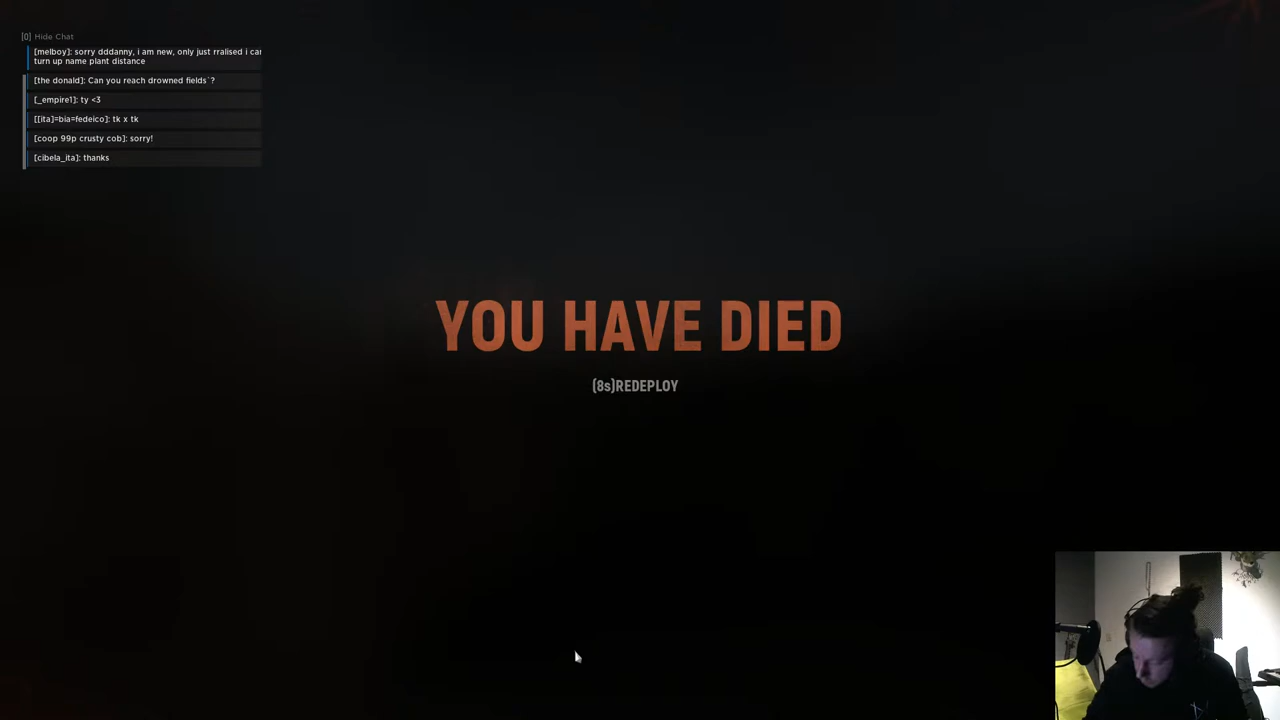 [0] Hide Chat
[melboy]: sorry dddanny, i am new, only just rralised i can
turn up name plant distance
[the donald]: Can you reach drowned fields`?
[_empire1]: ty <3
[[ita]=bia=fedeico]: tk x tk
[coop 99p crusty cob]: sorry!
[cibela_ita]: thanks
YOU HAVE DIED
(8s)REDEPLOY